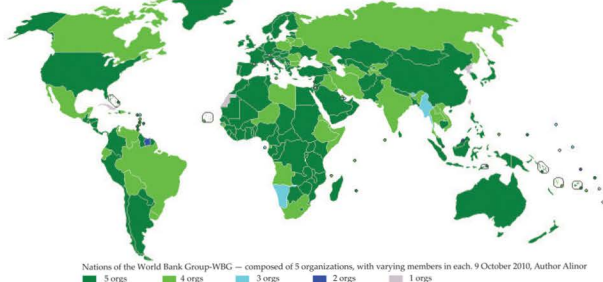 Nations of the World Bank Group-WBG — composed of 5 organizations, with varying members in each. 9 October 2010, Author Alinor
5 orgs 4 orgs 3 orgs 2 orgs 1 orgs